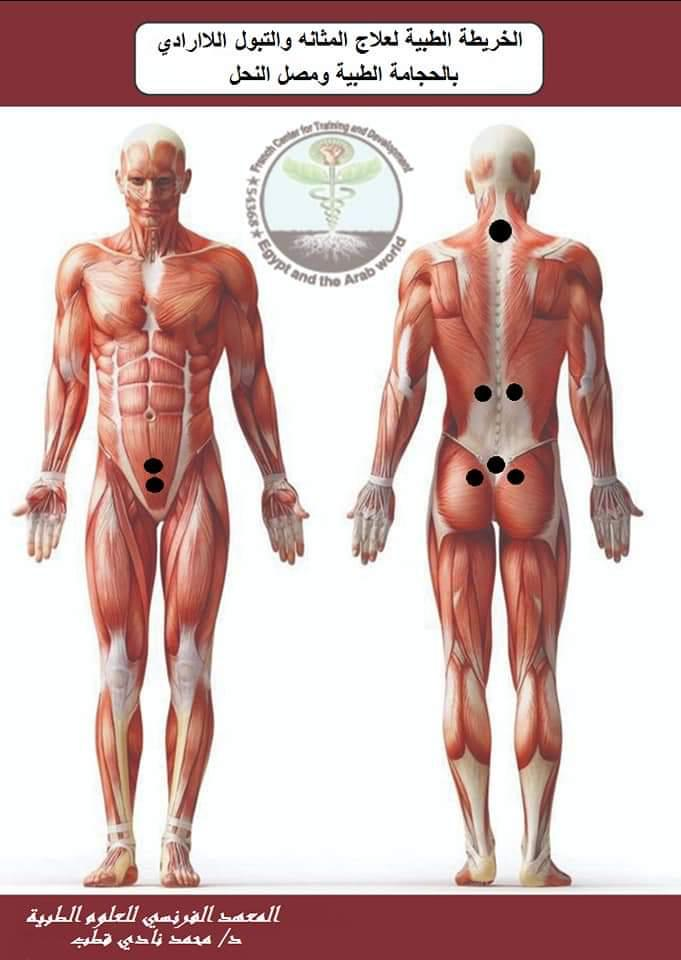 الخريطة الطبية لعلاج المثانه والتبول اللاارادي
بالحجامة الطبية ومصل النحل
French Center for Training and Development
★ 54368 ★ Egypt and the Arab world
المعهد الفرنسي للعلوم الطبية
د/ محمد نادي قطب